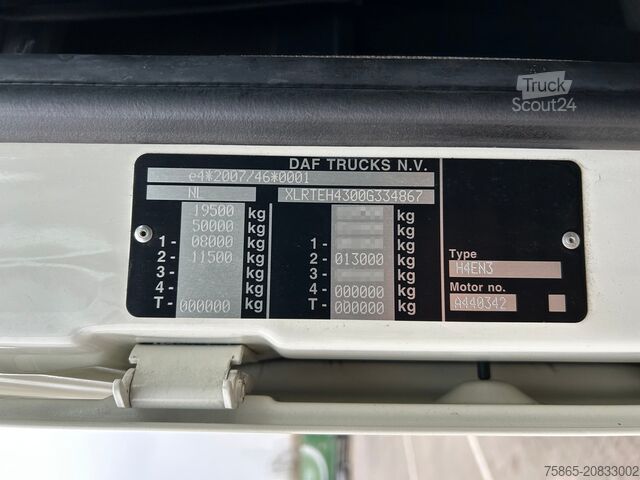 Truck
Scout24
DAF TRUCKS N.V.
e4*2007/46*0001
NL XLRTEH4300G334867
19500 kg kg
50000 kg kg
1- 08000 kg 1- kg
2- 11500 kg 2- 013000 kg
3- kg 3- kg
4- kg 4- 000000 kg
T- 000000 kg T- 000000 kg
Type
H4EN3
Motor no.
A440342
75865-20833002